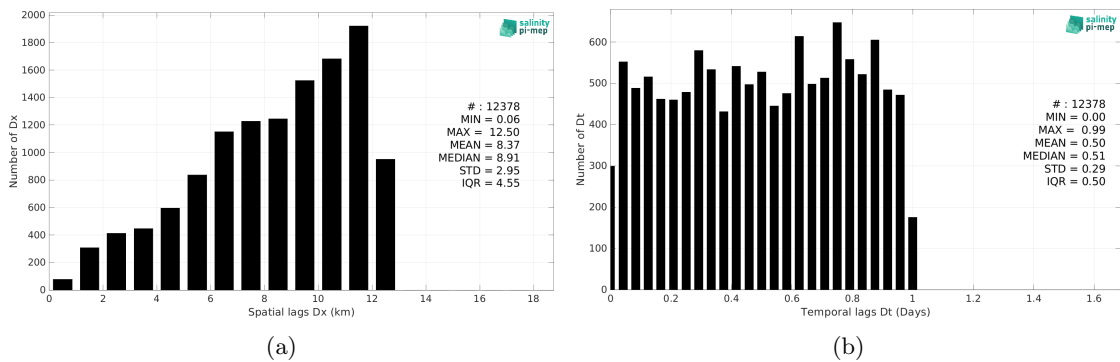 2000
1800
1600
1400
1200
1000
800
600
400
200
0
Number of Dx
0 2 4 6 8 10 12 14 16 18
Spatial lags Dx (km)
salinity
pi-mep
# : 12378
MIN = 0.06
MAX = 12.50
MEAN = 8.37
MEDIAN = 8.91
STD = 2.95
IQR = 4.55
(a)
600
500
400
300
200
100
0
Number of Dt
0 0.2 0.4 0.6 0.8 1 1.2 1.4 1.6
Temporal lags Dt (Days)
salinity
pi-mep
# : 12378
MIN = 0.00
MAX = 0.99
MEAN = 0.50
MEDIAN = 0.51
STD = 0.29
IQR = 0.50
(b)